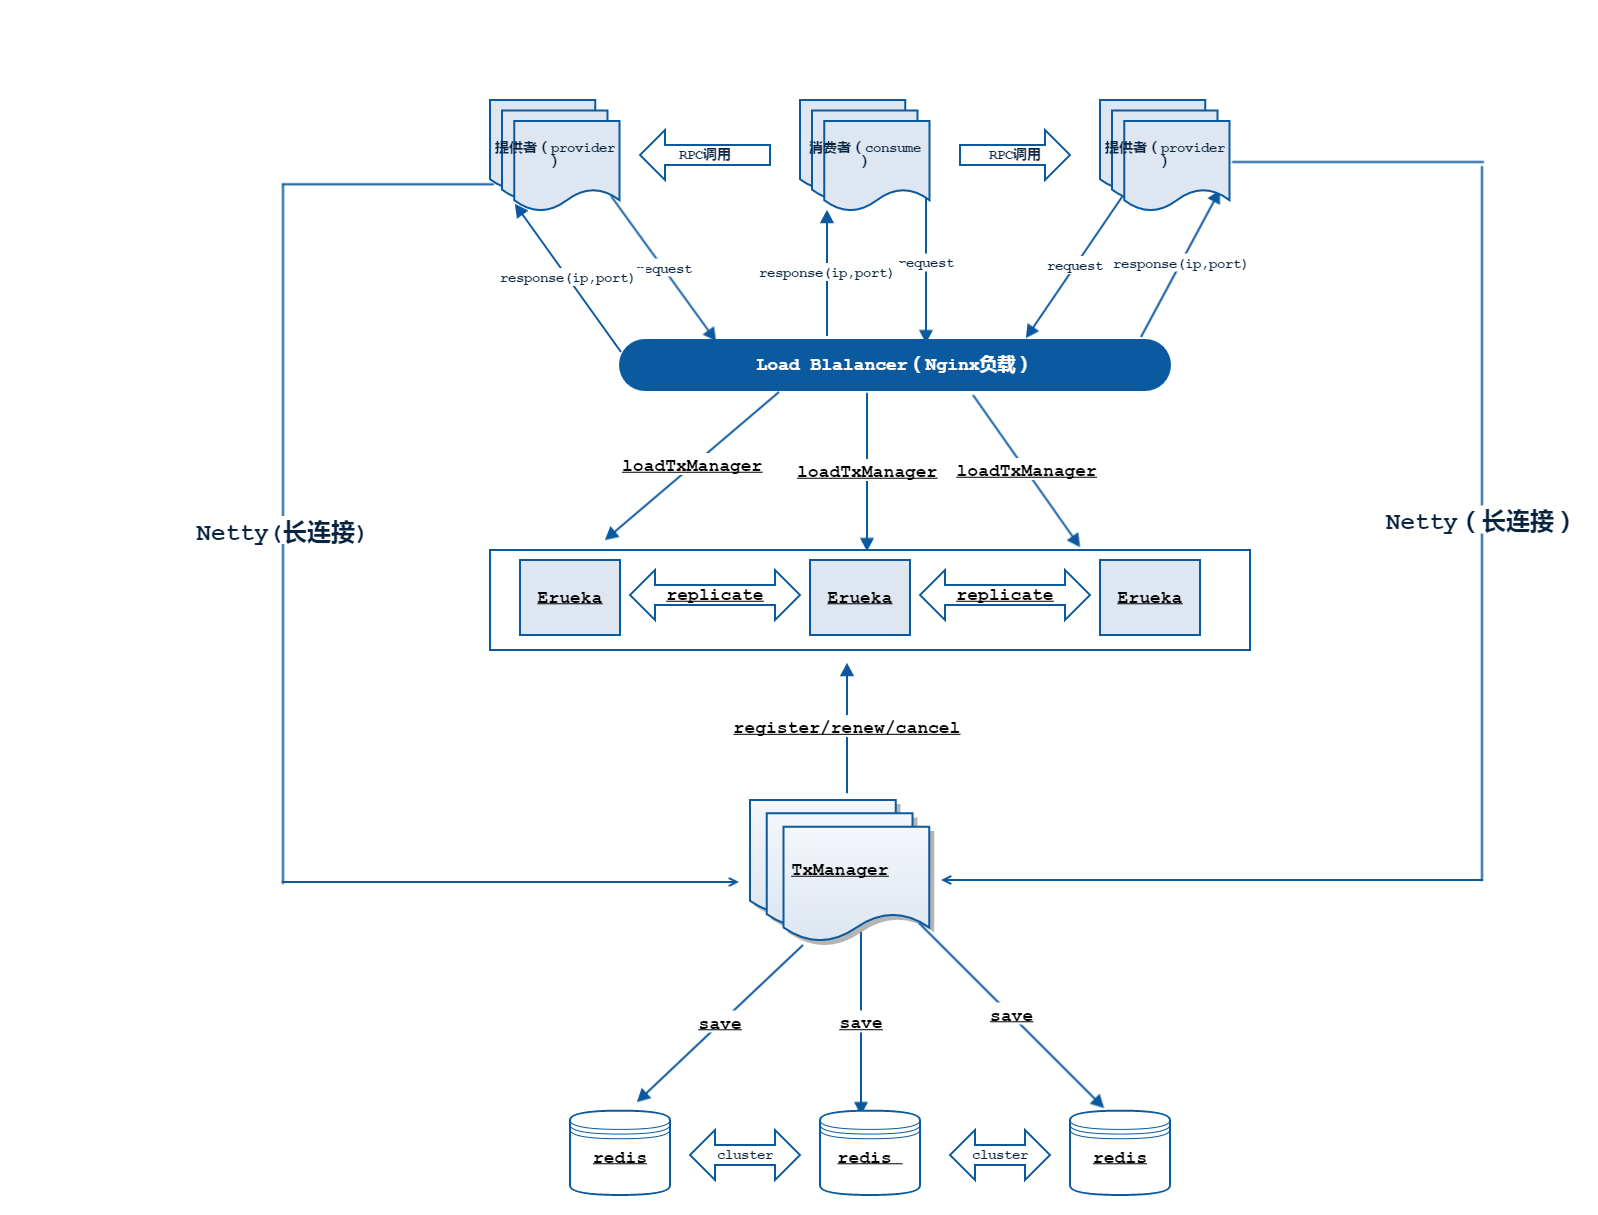 提供者（provider
）
RPC调用
消费者（consume
）
RPC调用
提供者（provider
）
response(ip,port)
request
response(ip,port)
request
request
response(ip,port)
Load Blalancer（Nginx负载）
loadTxManager
loadTxManager
loadTxManager
Netty(长连接)
Netty（长连接）
Erueka
replicate
Erueka
replicate
Erueka
register/renew/cancel
TxManager
save
save
save
redis
cluster
redis
cluster
redis